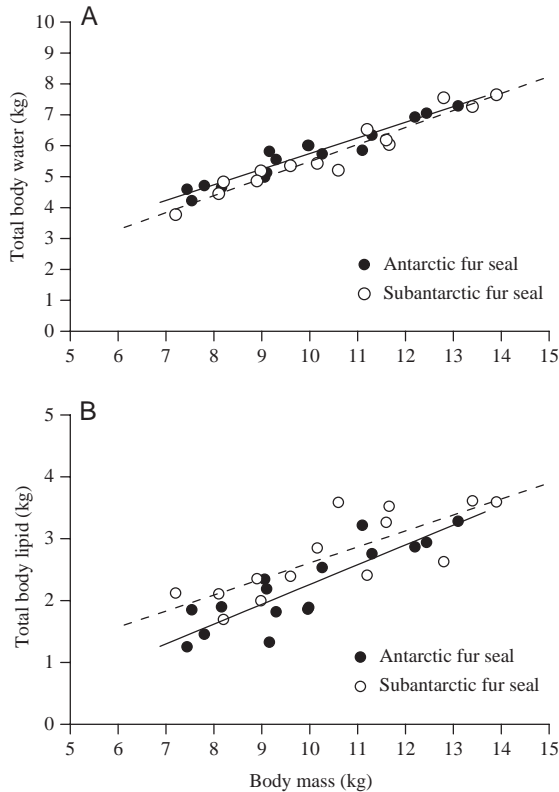 A
Total body water (kg)
10
9
8
7
6
5
4
3
2
1
0
Antarctic fur seal
Subantarctic fur seal
5 6 7 8 9 10 11 12 13 14 15
B
Total body lipid (kg)
5
4
3
2
1
0
Antarctic fur seal
Subantarctic fur seal
5 6 7 8 9 10 11 12 13 14 15
Body mass (kg)